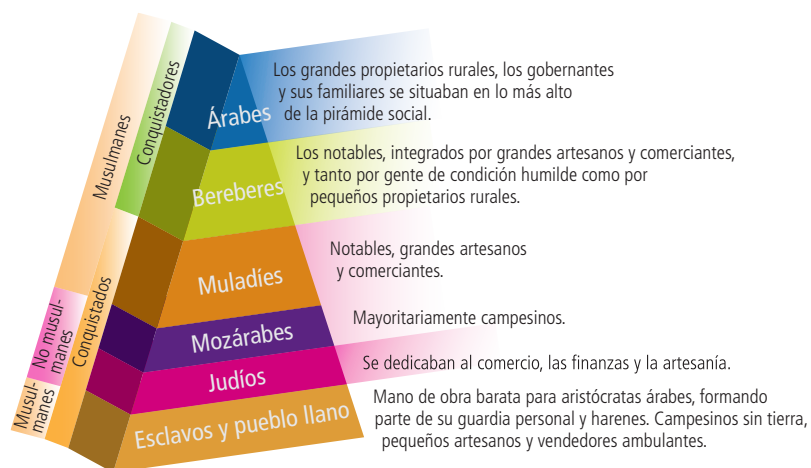 Musulmanes
Conquistadores
Árabes
Los grandes propietarios rurales, los gobernantes
y sus familiares se situaban en lo más alto
de la pirámide social.
Bereberes
Los notables, integrados por grandes artesanos y comerciantes,
y tanto por gente de condición humilde como por
pequeños propietarios rurales.
Conquistados
Muladíes
Notables, grandes artesanos
y comerciantes.
No musul-
manes
Mozárabes
Mayoritariamente campesinos.
Judíos
Se dedicaban al comercio, las finanzas y la artesanía.
Musul-
manes
Esclavos y pueblo llano
Mano de obra barata para aristócratas árabes, formando
parte de su guardia personal y harenes. Campesinos sin tierra,
pequeños artesanos y vendedores ambulantes.